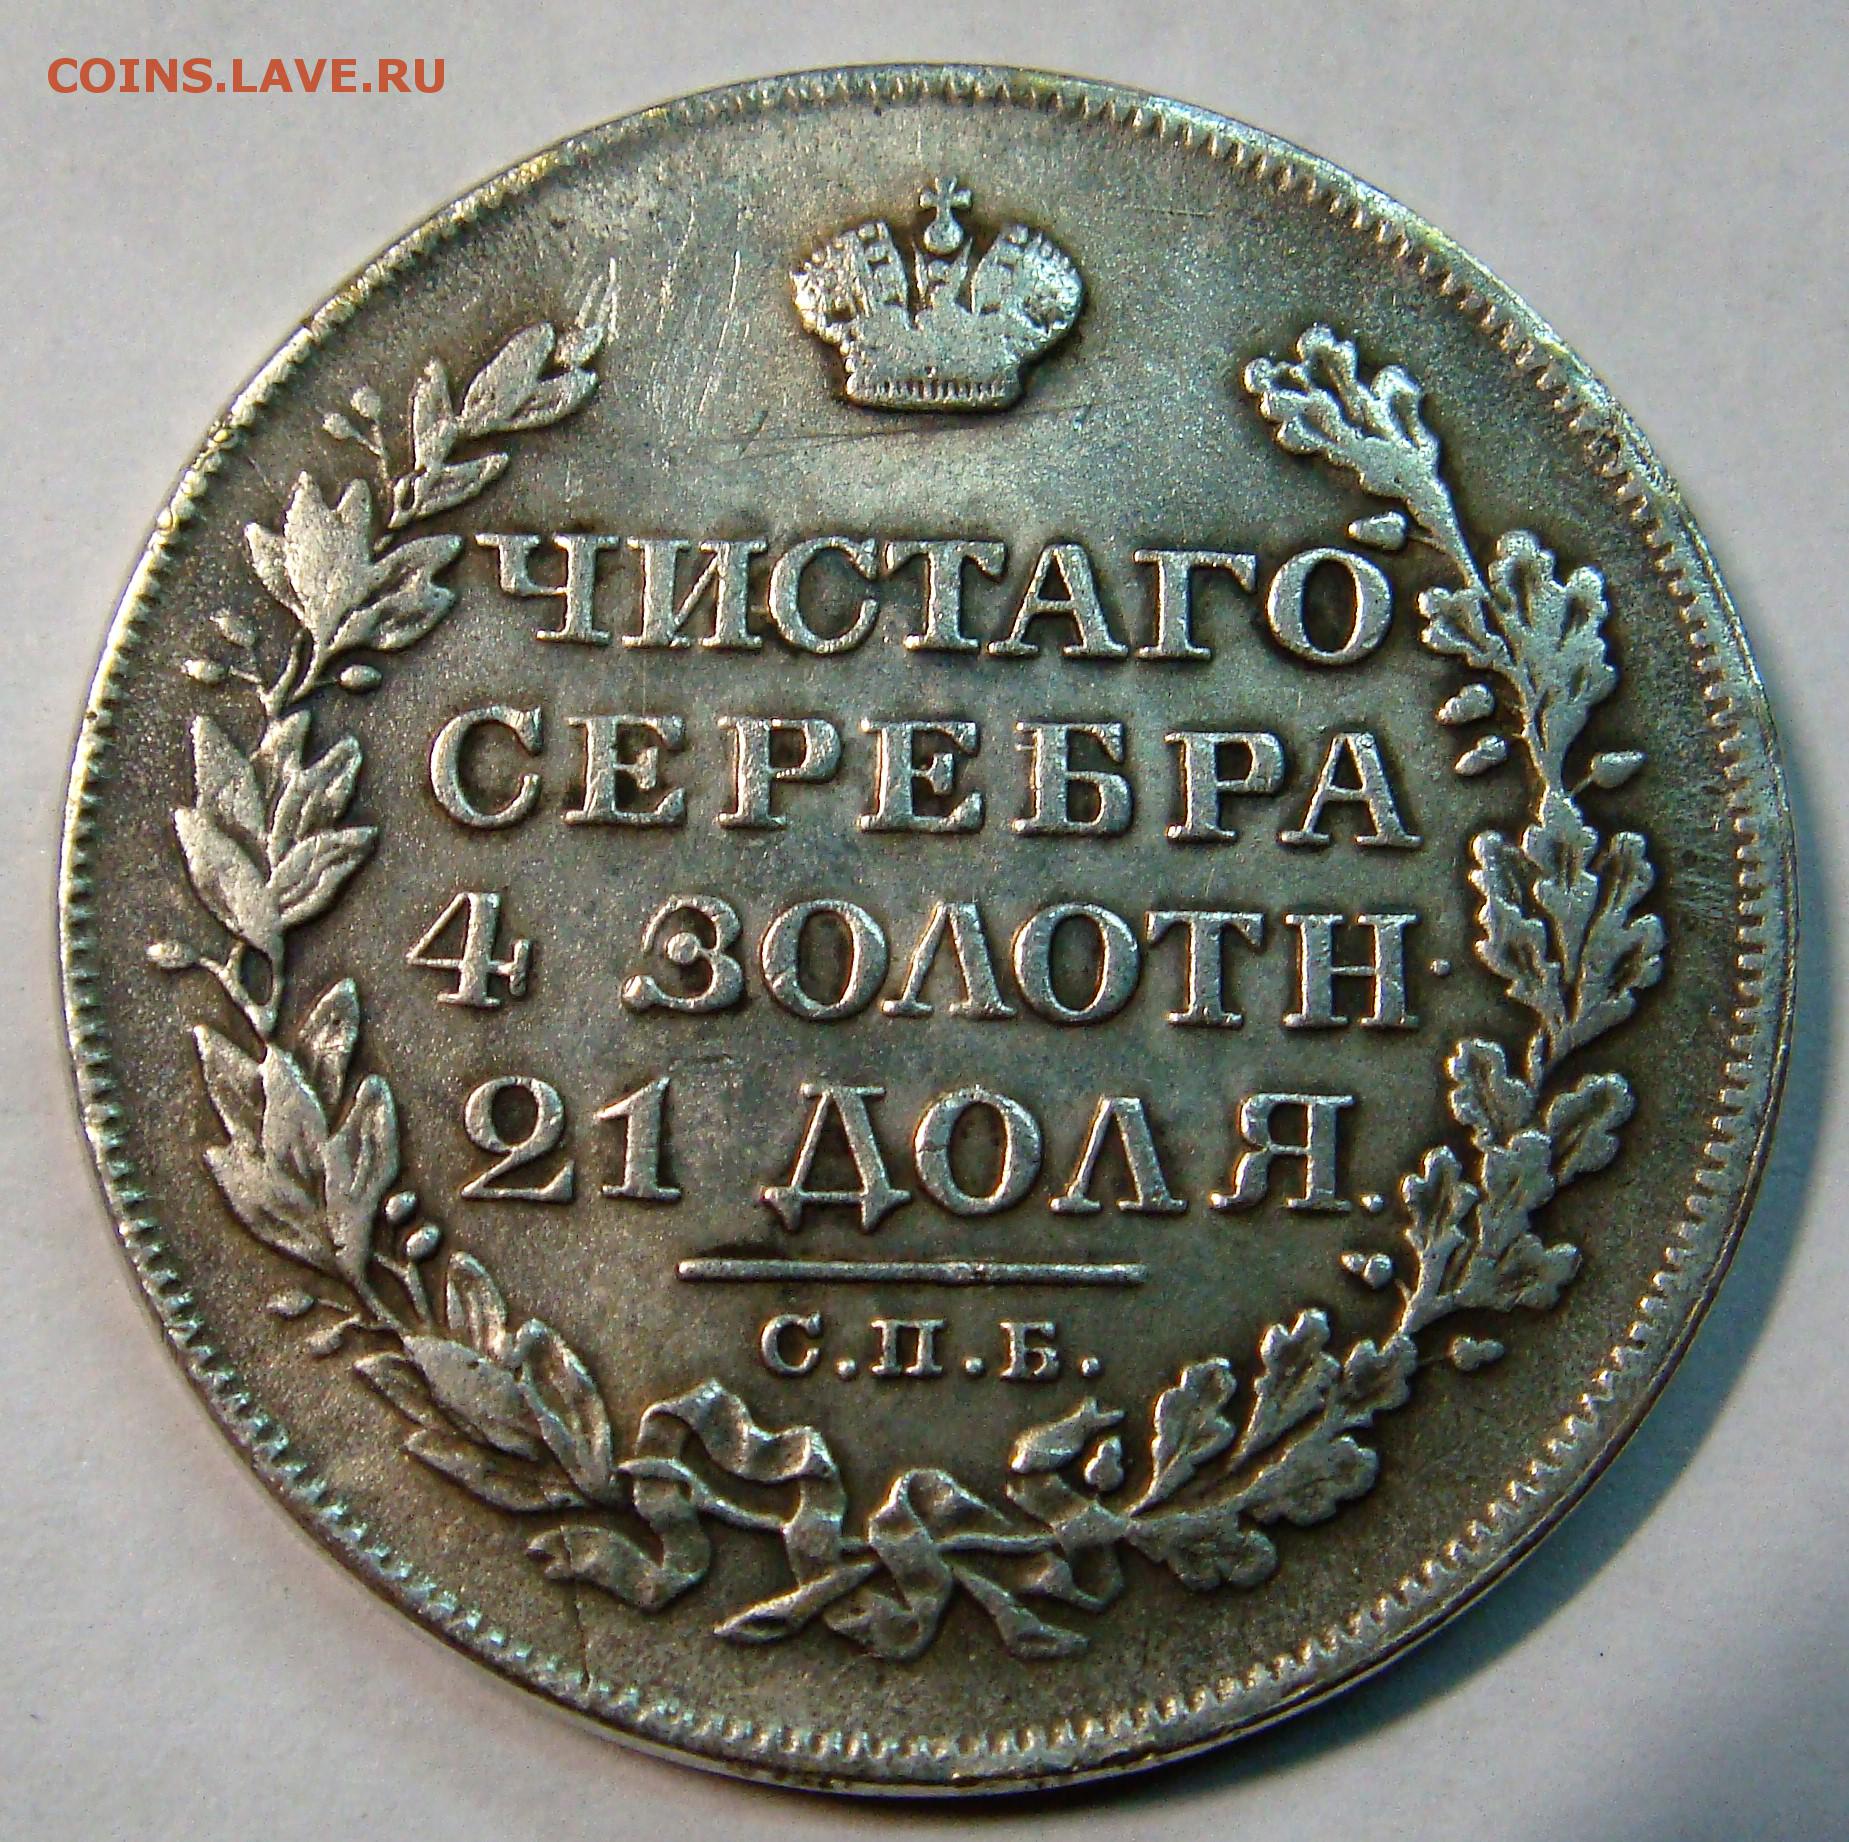 COINS.LAVE.RU
ЧИСТАГО
СЕРЕБРА
4 ЗОЛОТН.
21 ДОЛЯ.
С.П.Б.